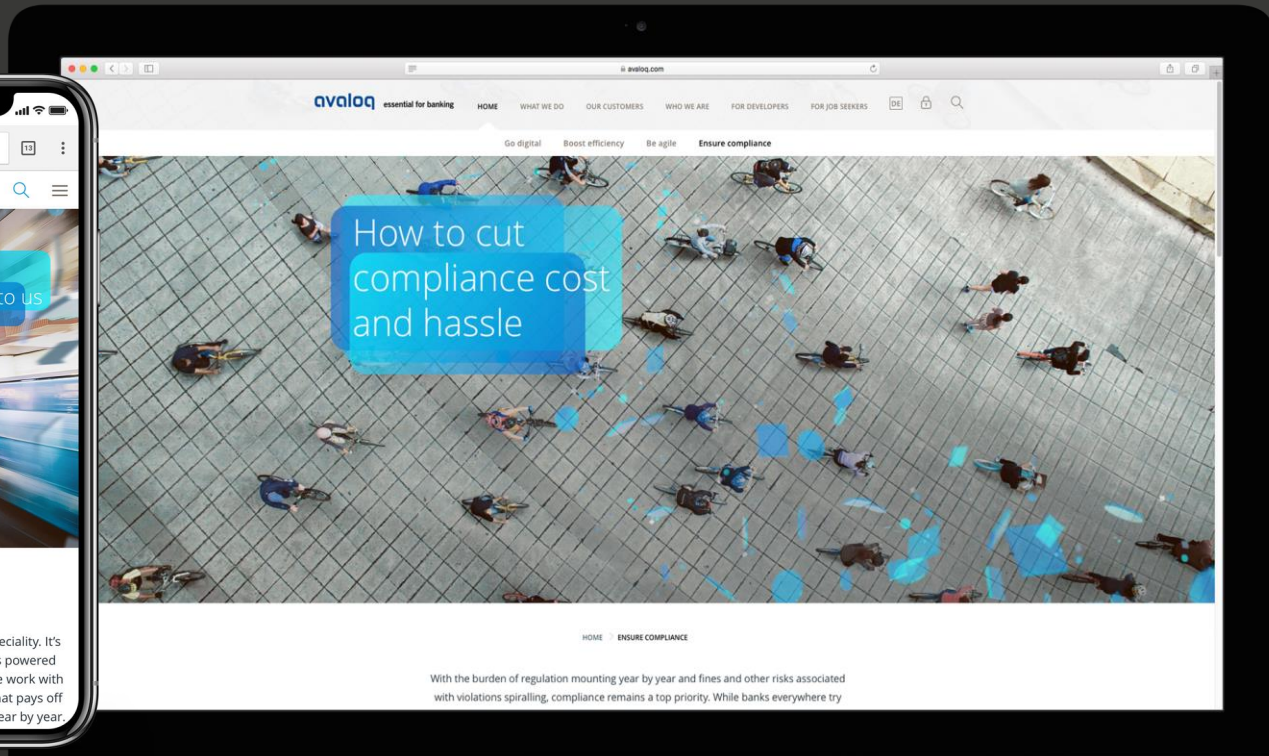 avaloq.com
avaloq essential for banking HOME WHAT WE DO OUR CUSTOMERS WHO WE ARE FOR DEVELOPERS FOR JOB SEEKERS DE
Go digital Boost efficiency Be agile Ensure compliance
How to cut
compliance cost
and hassle
HOME > ENSURE COMPLIANCE
With the burden of regulation mounting year by year and fines and other risks associated
with violations spiralling, compliance remains a top priority. While banks everywhere try
13
to us
It's
powered
work with
pays off
by year.